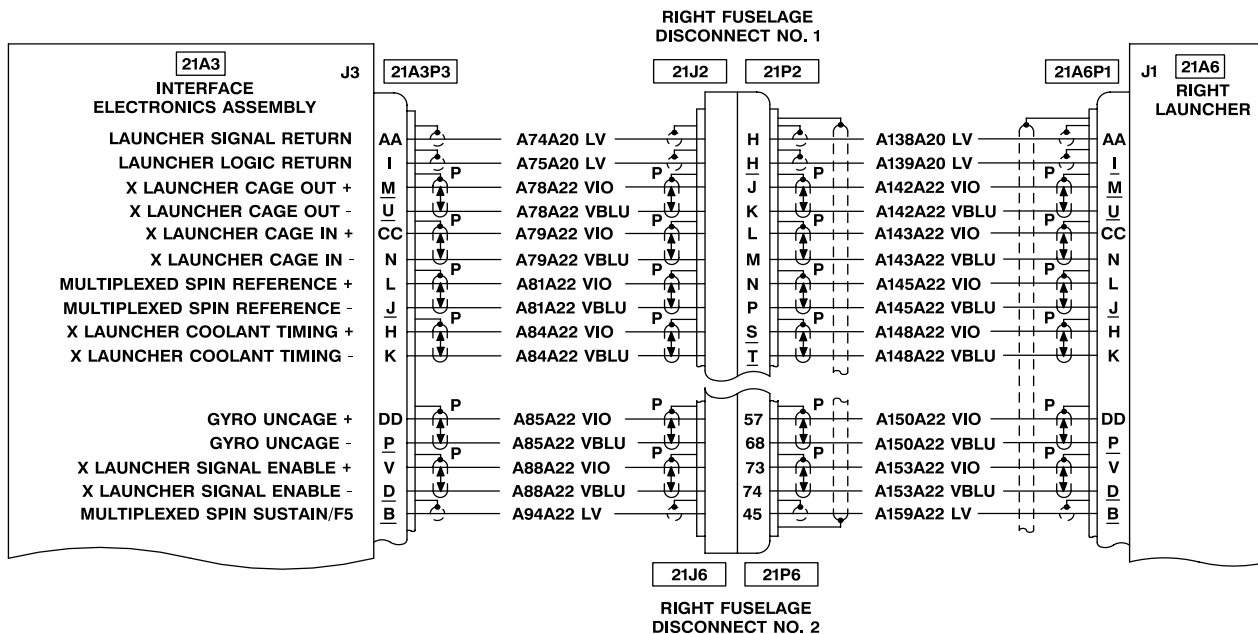 RIGHT FUSELAGE
DISCONNECT NO. 1
21A3
J3
21A3P3
21J2
21P2
21A6P1
J1
21A6
INTERFACE
ELECTRONICS ASSEMBLY
RIGHT
LAUNCHER
LAUNCHER SIGNAL RETURN AA A74A20 LV H A138A20 LV AA
LAUNCHER LOGIC RETURN I A75A20 LV H A139A20 LV I
P P P P
X LAUNCHER CAGE OUT + M A78A22 VIO J A142A22 VIO M
X LAUNCHER CAGE OUT - U A78A22 VBLU K A142A22 VBLU U
P P P P
X LAUNCHER CAGE IN + CC A79A22 VIO L A143A22 VIO CC
X LAUNCHER CAGE IN - N A79A22 VBLU M A143A22 VBLU N
P P P P
MULTIPLEXED SPIN REFERENCE + L A81A22 VIO N A145A22 VIO L
MULTIPLEXED SPIN REFERENCE - J A81A22 VBLU P A145A22 VBLU J
P P P P
X LAUNCHER COOLANT TIMING + H A84A22 VIO S A148A22 VIO H
X LAUNCHER COOLANT TIMING - K A84A22 VBLU T A148A22 VBLU K
P P P P
GYRO UNCAGE + DD A85A22 VIO 57 A150A22 VIO DD
GYRO UNCAGE - P A85A22 VBLU 68 A150A22 VBLU P
P P P P
X LAUNCHER SIGNAL ENABLE + V A88A22 VIO 73 A153A22 VIO V
X LAUNCHER SIGNAL ENABLE - D A88A22 VBLU 74 A153A22 VBLU D
MULTIPLEXED SPIN SUSTAIN/F5 B A94A22 LV 45 A159A22 LV B
21J6
21P6
RIGHT FUSELAGE
DISCONNECT NO. 2